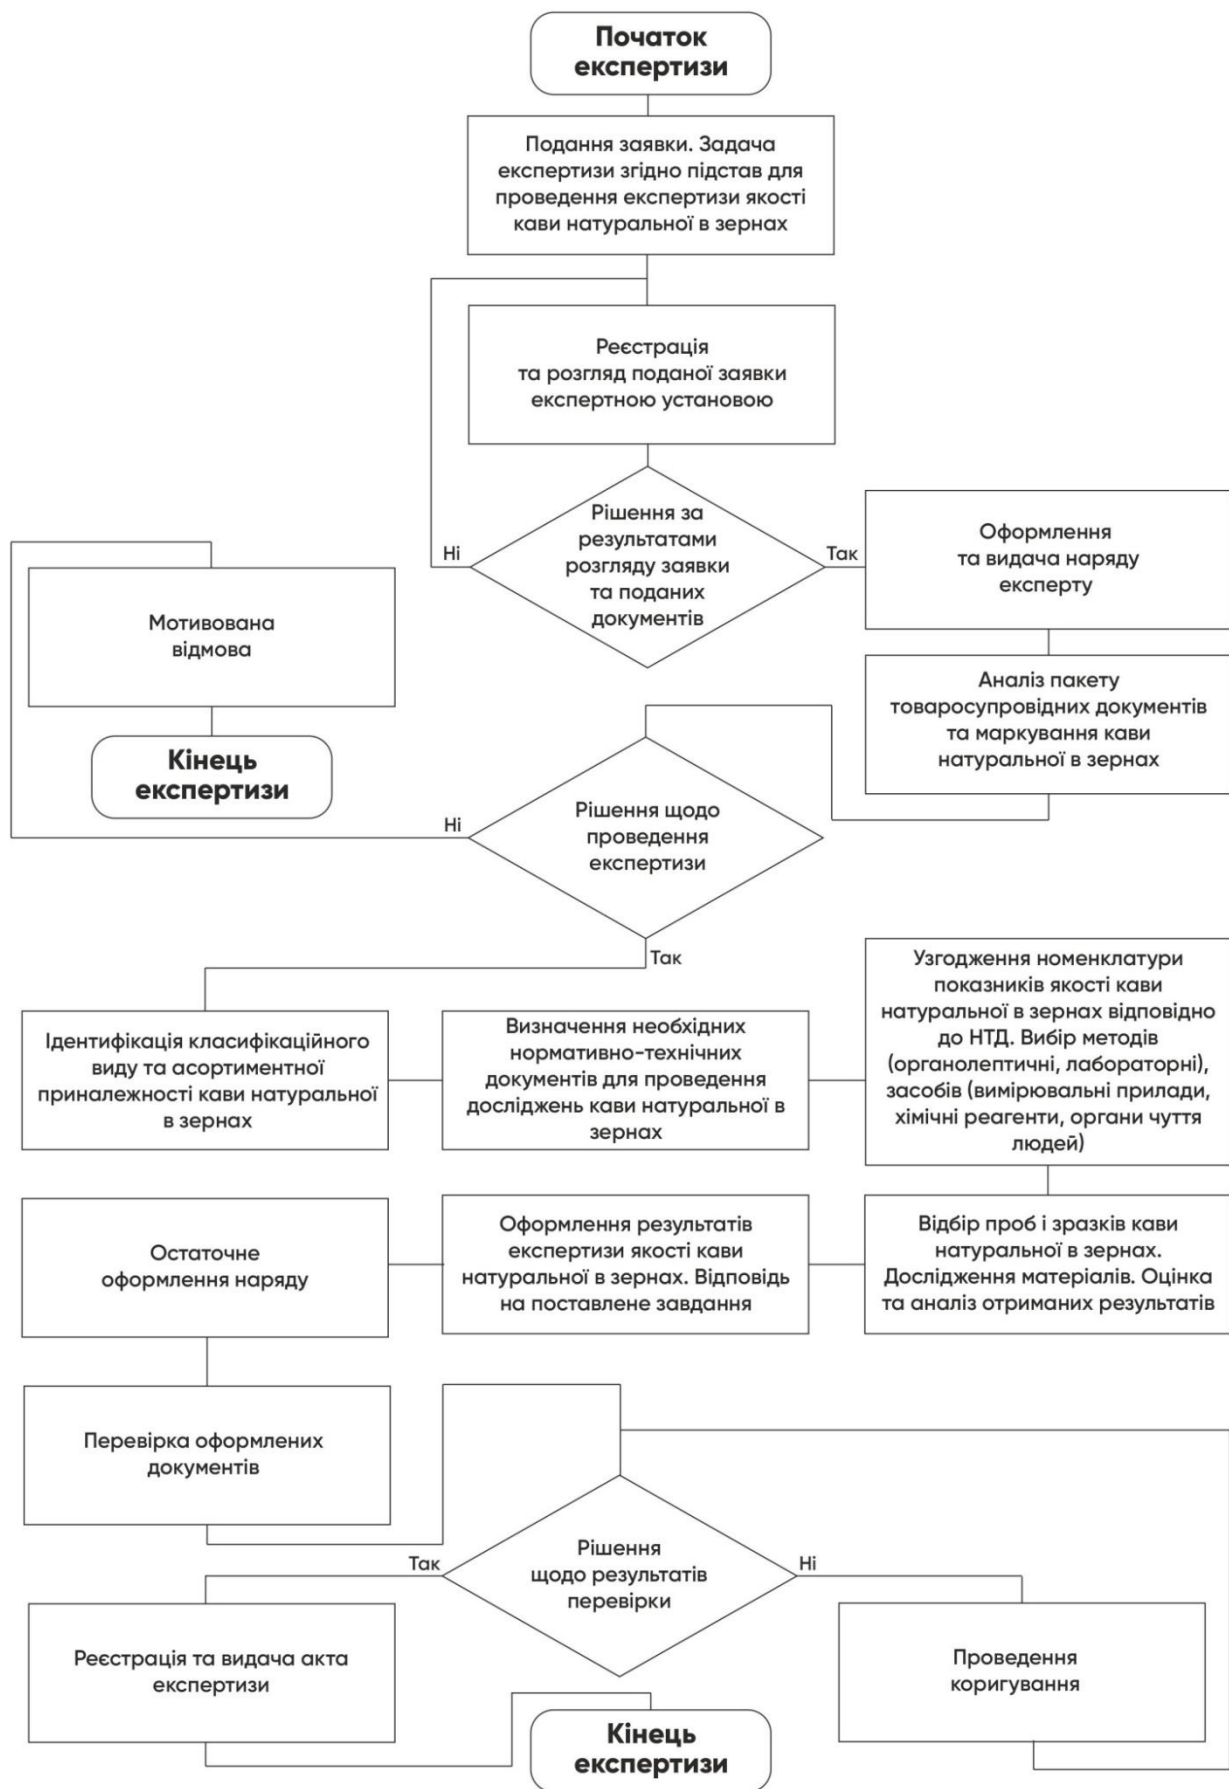 Початок
експертизи
Подання заявки. Задача
експертизи згідно підстав для
проведення експертизи якості
кави натуральної в зернах
Реєстрація
та розгляд поданої заявки
експертною установою
Рішення за
результатами
розгляду заявки
та поданих
документів
Ні
Так
Оформлення
та видача наряду
експерту
Мотивована
відмова
Кінець
експертизи
Аналіз пакету
товаросупровідних документів
та маркування кави
натуральної в зернах
Рішення щодо
проведення
експертизи
Ні
Так
Ідентифікація класифікаційного
виду та асортиментної
приналежності кави натуральної
в зернах
Визначення необхідних
нормативно-технічних
документів для проведення
досліджень кави натуральної в
зернах
Узгодження номенклатури
показників якості кави
натуральної в зернах відповідно
до НТД. Вибір методів
(органолептичні, лабораторні),
засобів (вимірювальні прилади,
хімічні реагенти, органи чуття
людей)
Відбір проб і зразків кави
натуральної в зернах.
Дослідження матеріалів. Оцінка
та аналіз отриманих результатів
Оформлення результатів
експертизи якості кави
натуральної в зернах. Відповідь
на поставлене завдання
Остаточне
оформлення наряду
Перевірка оформлених
документів
Рішення
щодо результатів
перевірки
Так
Ні
Реєстрація та видача акта
експертизи
Проведення
коригування
Кінець
експертизи